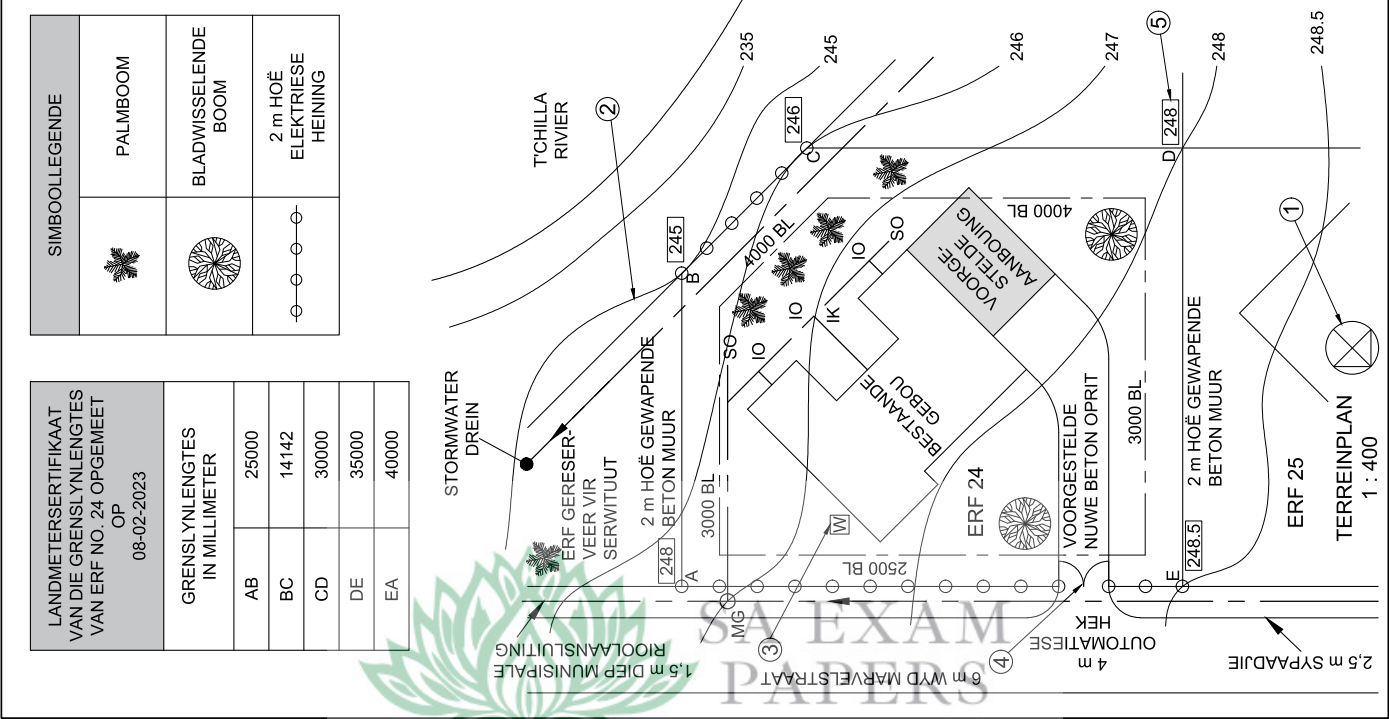 SIMBOOLLEGENDE
PALMBOOM
BLADWISSELENDE
BOOM
2 m HOË
ELEKTRIESE
HEINING
LANDMETERSERTIFIKAAT
VAN DIE GRENSLYNLENGTES
VAN ERF NO. 24 OPGEMEET
OP
08-02-2023
GRENSLYNLENGTES
IN MILLIMETER
AB 25000
BC 14142
CD 30000
DE 35000
EA 40000
T'CHILLA
RIVIER
235
245
246
247
248
248.5
1
2
3
4
5
STORMWATER
DREIN
ERF GERESER-
VEER VIR
SERWITUUT
2 m HOË GEWAPENDE
BETON MUUR
248
A
245
B
246
C
248
D
248.5
E
4000 BL
3000 BL
2500 BL
4000 BL
3000 BL
SO
IO
IO
IK
IO
SO
MG
W
BESTAANDE
GEBOU
VOORGE-
STELDE
AANBOUING
ERF 24
VOORGESTELDE
NUWE BETON OPRIT
2 m HOË GEWAPENDE
BETON MUUR
ERF 25
TERREINPLAN
1 : 400
1,5 m DIEP MUNISIPALE
RIOOLAANSLUITING
6 m WYD MARVELSTRAAT
4 m
OUTOMATIESE
HEK
2,5 m SYPAADJIE
SA EXAM
PAPERS